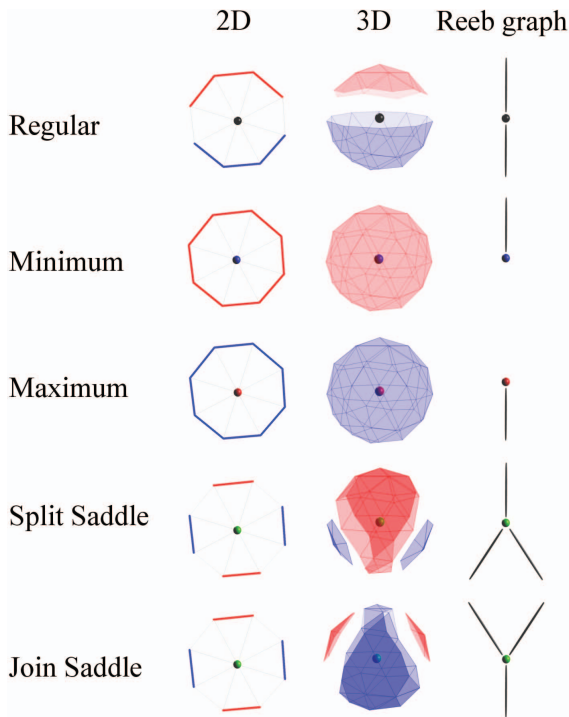 2D 3D Reeb graph
Regular
Minimum
Maximum
Split Saddle
Join Saddle